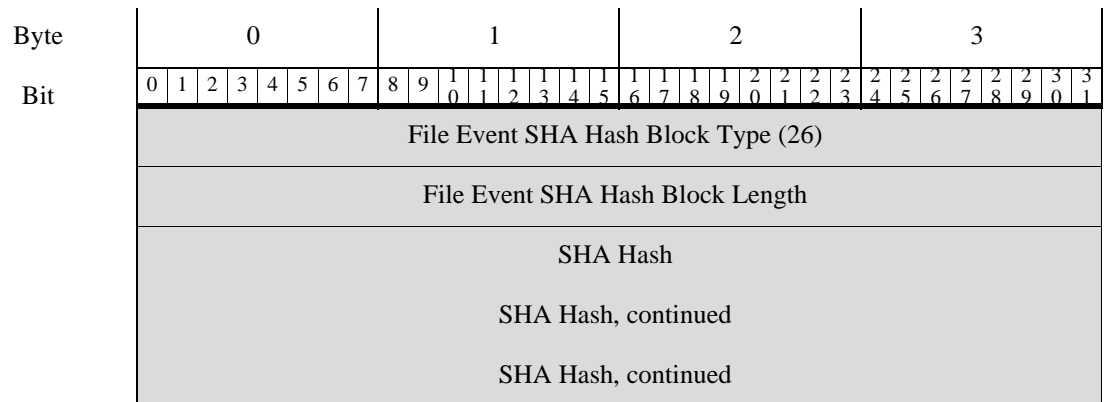 Byte 0 1 2 3
Bit 0 1 2 3 4 5 6 7 8 9 10 11 12 13 14 15 16 17 18 19 20 21 22 23 24 25 26 27 28 29 30 31
File Event SHA Hash Block Type (26)
File Event SHA Hash Block Length
SHA Hash
SHA Hash, continued
SHA Hash, continued